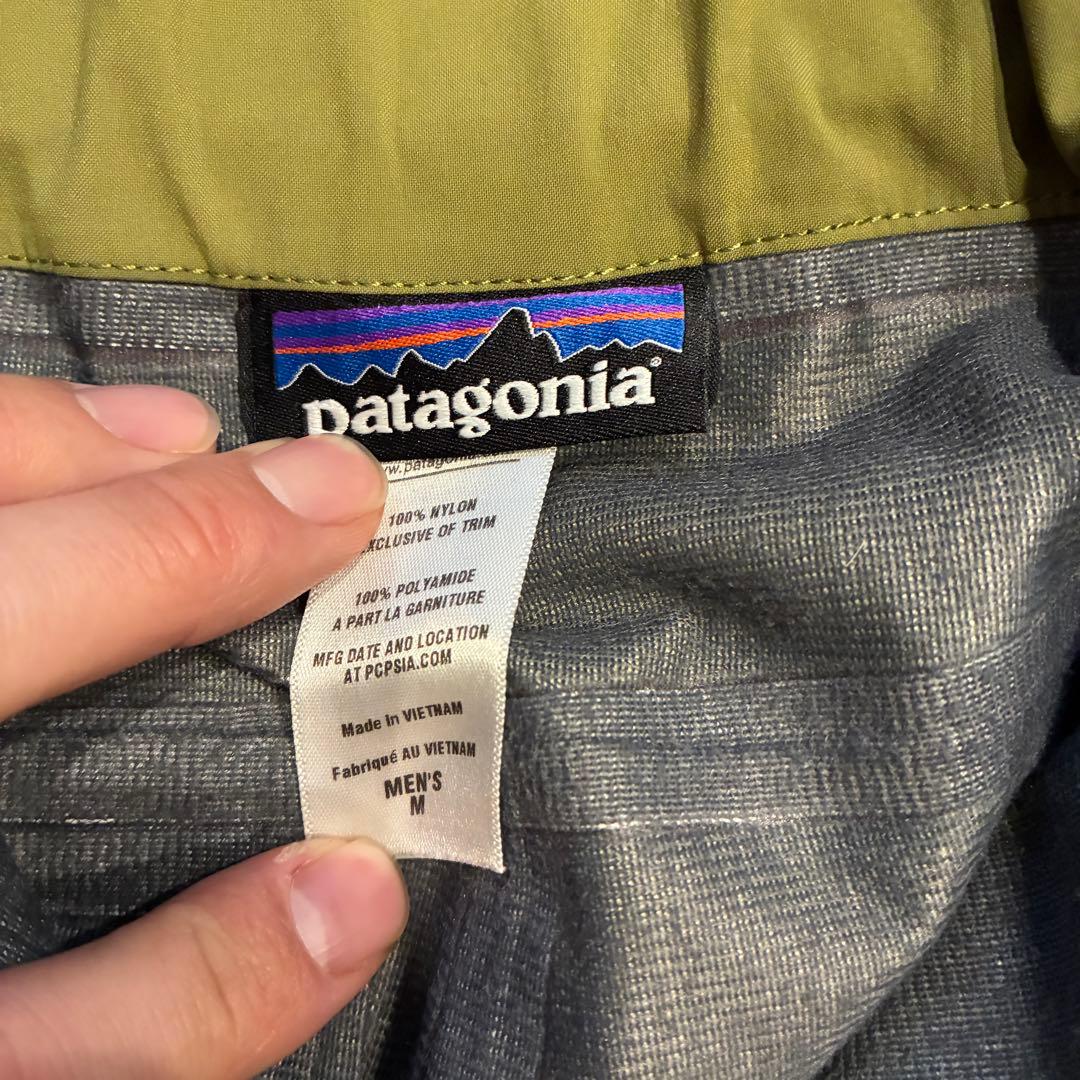 patagonia®
100% NYLON
EXCLUSIVE OF TRIM
100% POLYAMIDE
A PART LA GARNITURE
MFG DATE AND LOCATION
AT PCPSIA.COM
Made in VIETNAM
Fabriqué AU VIETNAM
MEN'S
M